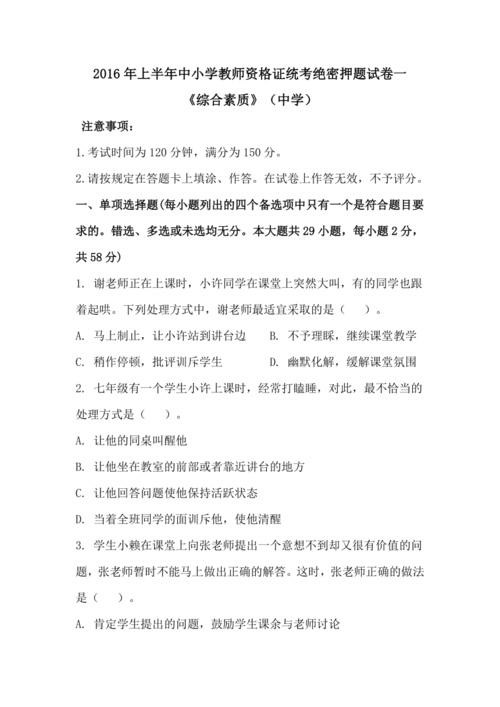 2016 年上半年中小学教师资格证统考绝密押题试卷一
《综合素质》（中学）
注意事项：
1.考试时间为 120 分钟，满分为 150 分。
2.请按规定在答题卡上填涂、作答。在试卷上作答无效，不予评分。
一、单项选择题(每小题列出的四个备选项中只有一个是符合题目要
求的。错选、多选或未选均无分。本大题共 29 小题，每小题 2 分，
共 58 分)
1. 谢老师正在上课时，小许同学在课堂上突然大叫，有的同学也跟
着起哄。下列处理方式中，谢老师最适宜采取的是（ ）。
A. 马上制止，让小许站到讲台边 B. 不予理睬，继续课堂教学
C. 稍作停顿，批评训斥学生 D. 幽默化解，缓解课堂氛围
2. 七年级有一个学生小许上课时，经常打瞌睡，对此，最不恰当的
处理方式是（ ）。
A. 让他的同桌叫醒他
B. 让他坐在教室的前部或者靠近讲台的地方
C. 让他回答问题使他保持活跃状态
D. 当着全班同学的面训斥他，使他清醒
3. 学生小赖在课堂上向张老师提出一个意想不到却又很有价值的问
题，张老师暂时不能马上做出正确的解答。这时，张老师正确的做法
是（ ）。
A. 肯定学生提出的问题，鼓励学生课余与老师讨论